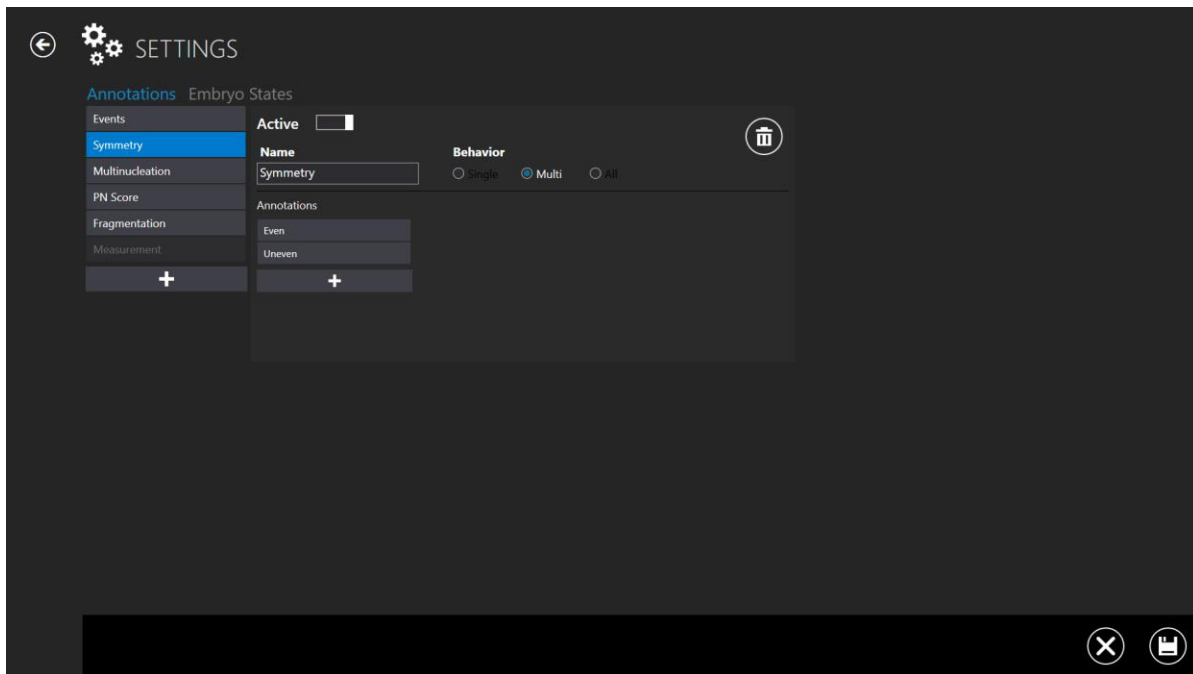 SETTINGS
Annotations Embryo States
Events
Active
Symmetry
Name Behavior
Multinucleation
Symmetry Single Multi All
PN Score
Annotations
Fragmentation
Even
Measurement
Uneven
+ +